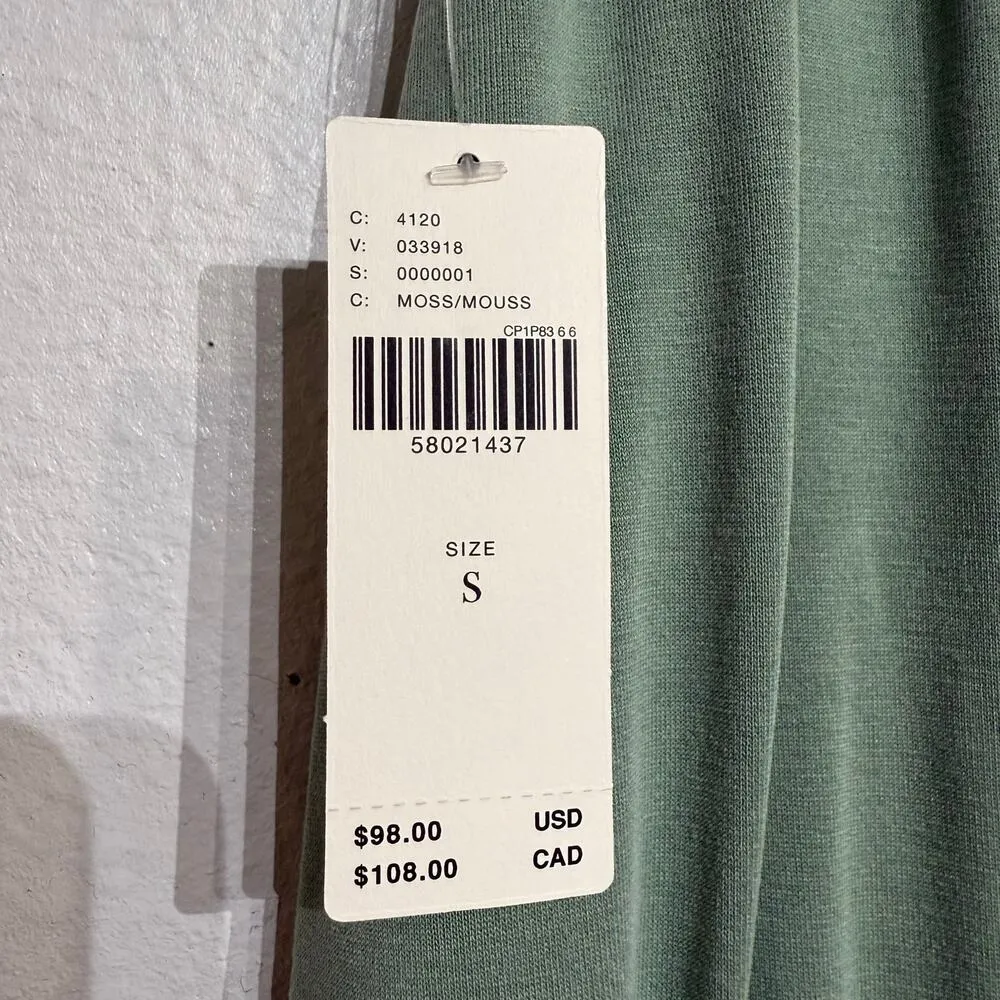 C: 4120
V: 033918
S: 0000001
C: MOSS/MOUSS
CP1P83 6 6
58021437
SIZE
S
$98.00 USD
$108.00 CAD